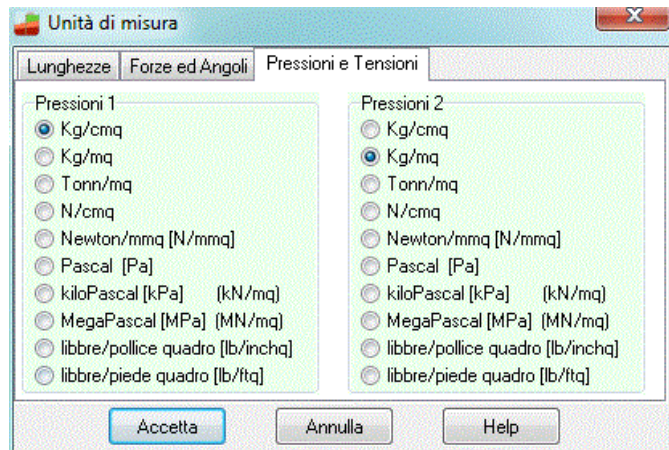 Unità di misura
Lunghezze Forze ed Angoli Pressioni e Tensioni
Pressioni 1
Kg/cmq
Kg/mq
Tonn/mq
N/cmq
Newton/mmq [N/mmq]
Pascal [Pa]
kiloPascal [kPa] (kN/mq)
MegaPascal [MPa] (MN/mq)
libbre/pollice quadro [lb/inchq]
libbre/piede quadro [lb/ftq]
Pressioni 2
Kg/cmq
Kg/mq
Tonn/mq
N/cmq
Newton/mmq [N/mmq]
Pascal [Pa]
kiloPascal [kPa] (kN/mq)
MegaPascal [MPa] (MN/mq)
libbre/pollice quadro [lb/inchq]
libbre/piede quadro [lb/ftq]
Accetta Annulla Help